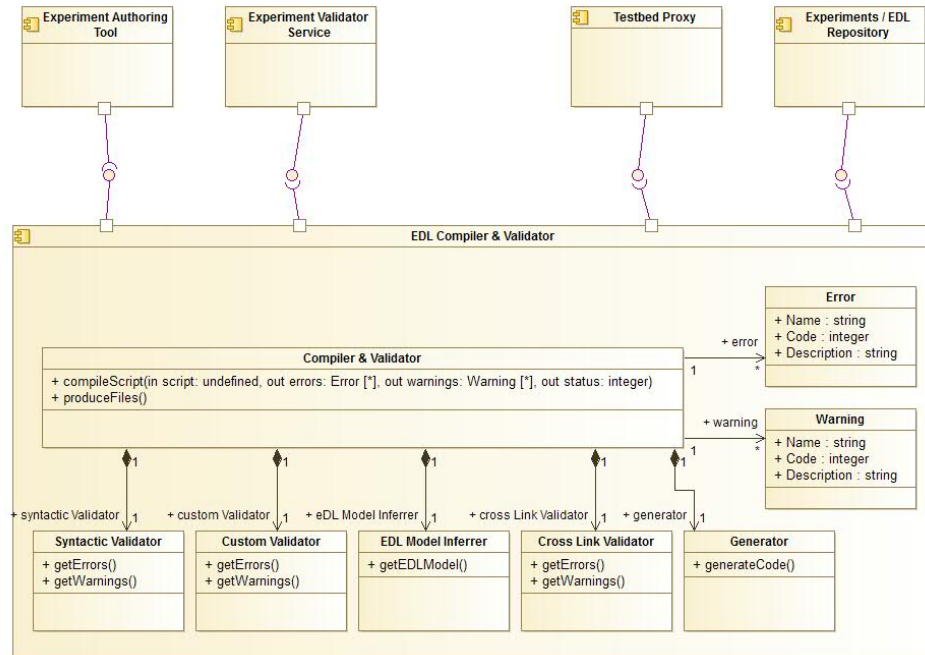 Experiment Authoring
Tool
Experiment Validator
Service
Testbed Proxy
Experiments / EDL
Repository
EDL Compiler & Validator
Error
+ Name : string
+ Code : integer
+ Description : string
+ error
1
*
Compiler & Validator
+ compileScript(in script: undefined, out errors: Error [*], out warnings: Warning [*], out status: integer)
+ produceFiles()
Warning
+ Name : string
+ Code : integer
+ Description : string
+ warning
1
*
1
1
1
1
1
+ syntactic Validator
1
+ custom Validator
1
+ eDL Model Inferrer
1
+ cross Link Validator
1
+ generator
1
Syntactic Validator
+ getErrors()
+ getWarnings()
Custom Validator
+ getErrors()
+ getWarnings()
EDL Model Inferrer
+ getEDLModel()
Cross Link Validator
+ getErrors()
+ getWarnings()
Generator
+ generateCode()